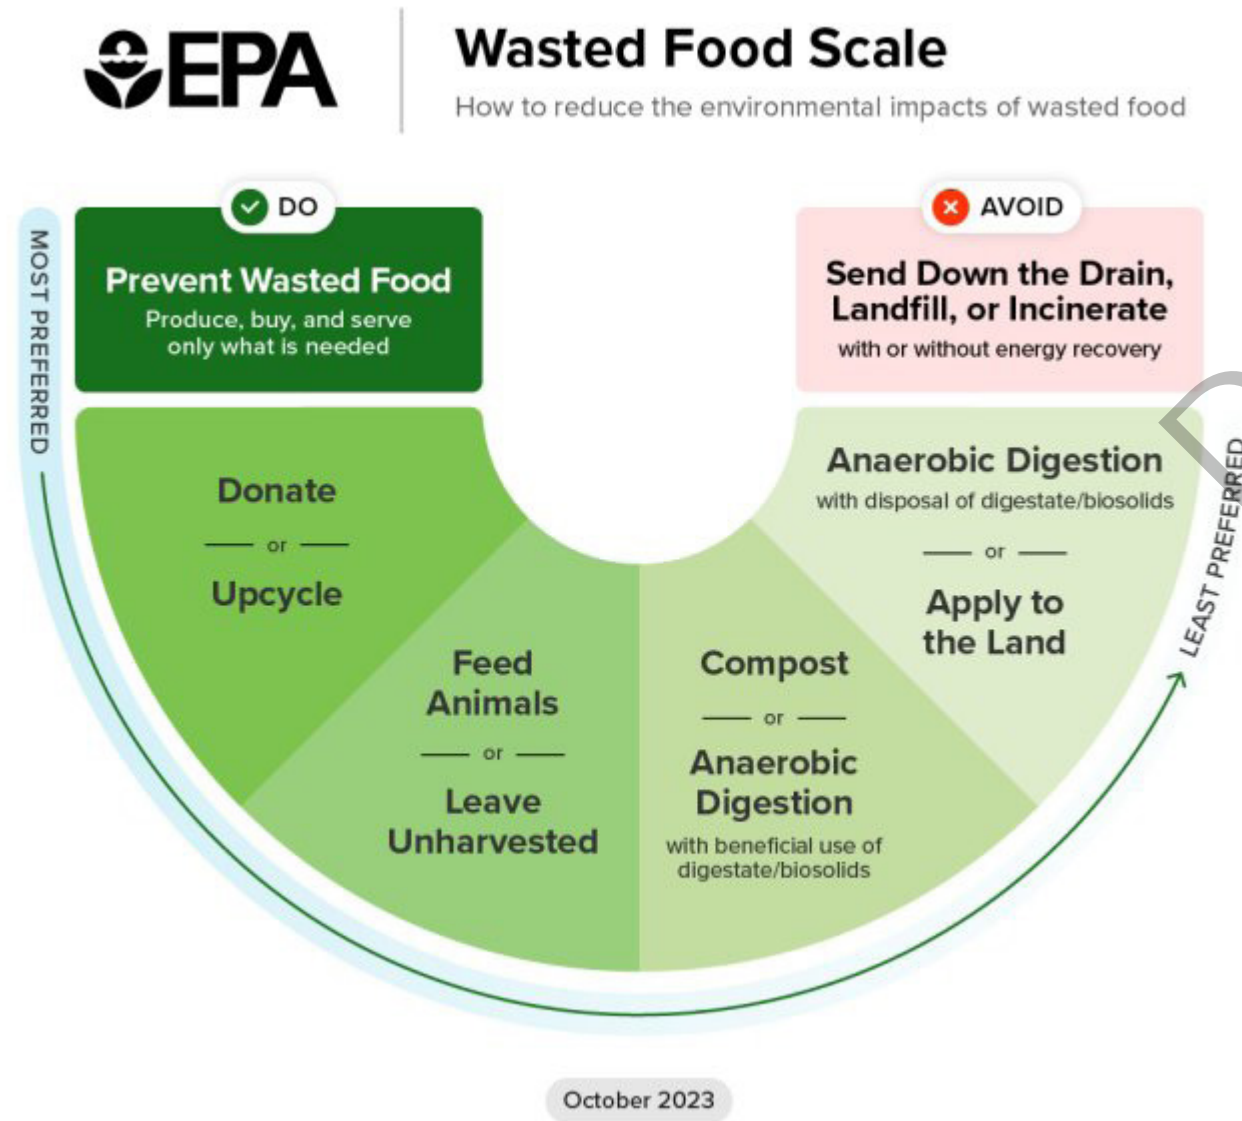 EPA
Wasted Food Scale
How to reduce the environmental impacts of wasted food
DO
Prevent Wasted Food
Produce, buy, and serve
only what is needed
AVOID
Send Down the Drain,
Landfill, or Incinerate
with or without energy recovery
MOST PREFERRED
Donate
or
Upcycle
Feed
Animals
or
Leave
Unharvested
Compost
or
Anaerobic
Digestion
with beneficial use of
digestate/biosolids
Anaerobic Digestion
with disposal of digestate/biosolids
or
Apply to
the Land
LEAST PREFERRED
October 2023